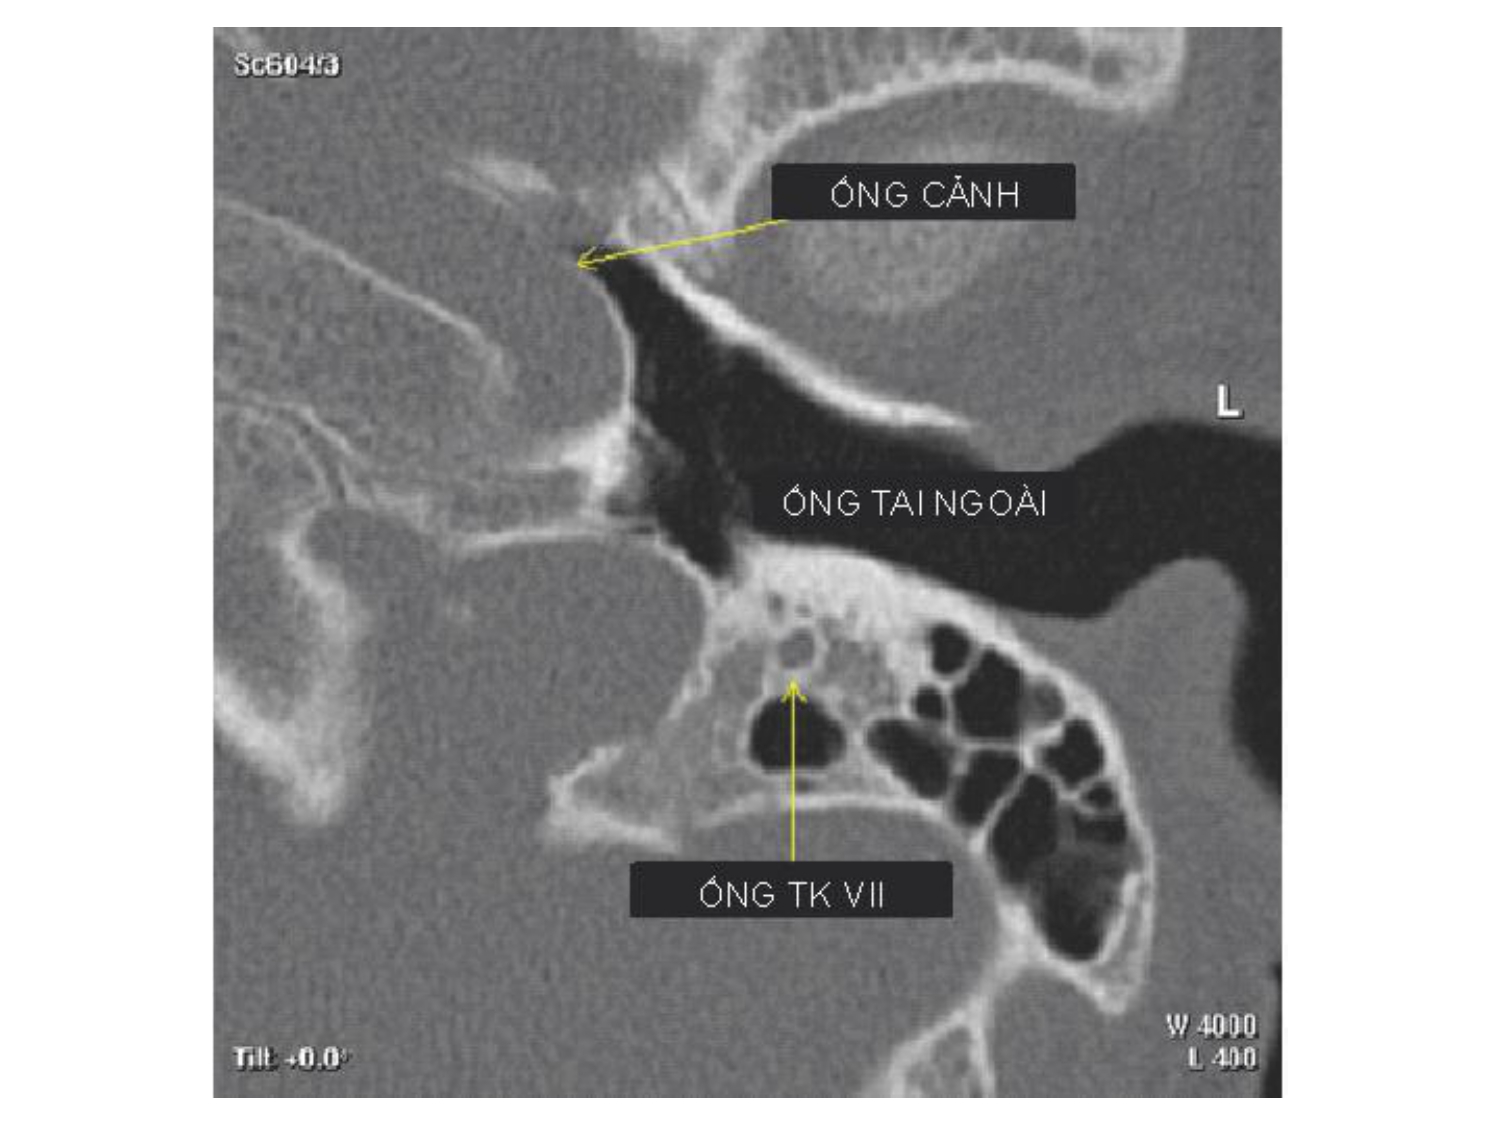 Sc604/3
ỐNG CẢNH
L
ỐNG TAI NGOÀI
ỐNG TK VII
W 4000
L 400
Tilt +0.0°